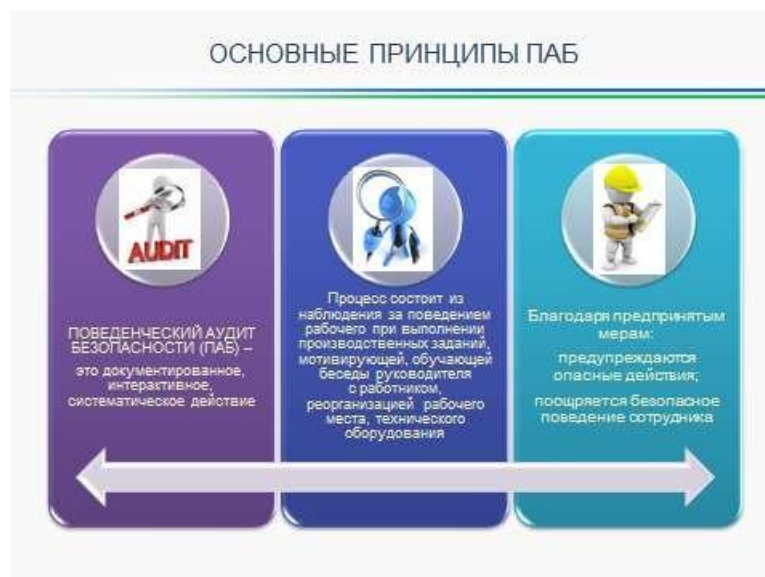 ОСНОВНЫЕ ПРИНЦИПЫ ПАБ
AUDIT
ПОВЕДЕНЧЕСКИЙ АУДИТ
БЕЗОПАСНОСТИ (ПАБ) –
это документированное,
интерактивное,
систематическое действие
Процесс состоит из
наблюдения за поведением
рабочего при выполнении
производственных заданий,
мотивирующей, обучающей
беседы руководителя
с работником,
реорганизацией рабочего
места, технического
оборудования
Благодаря предпринятым
мерам:
предупреждаются
опасные действия;
поощряется безопасное
поведение сотрудника